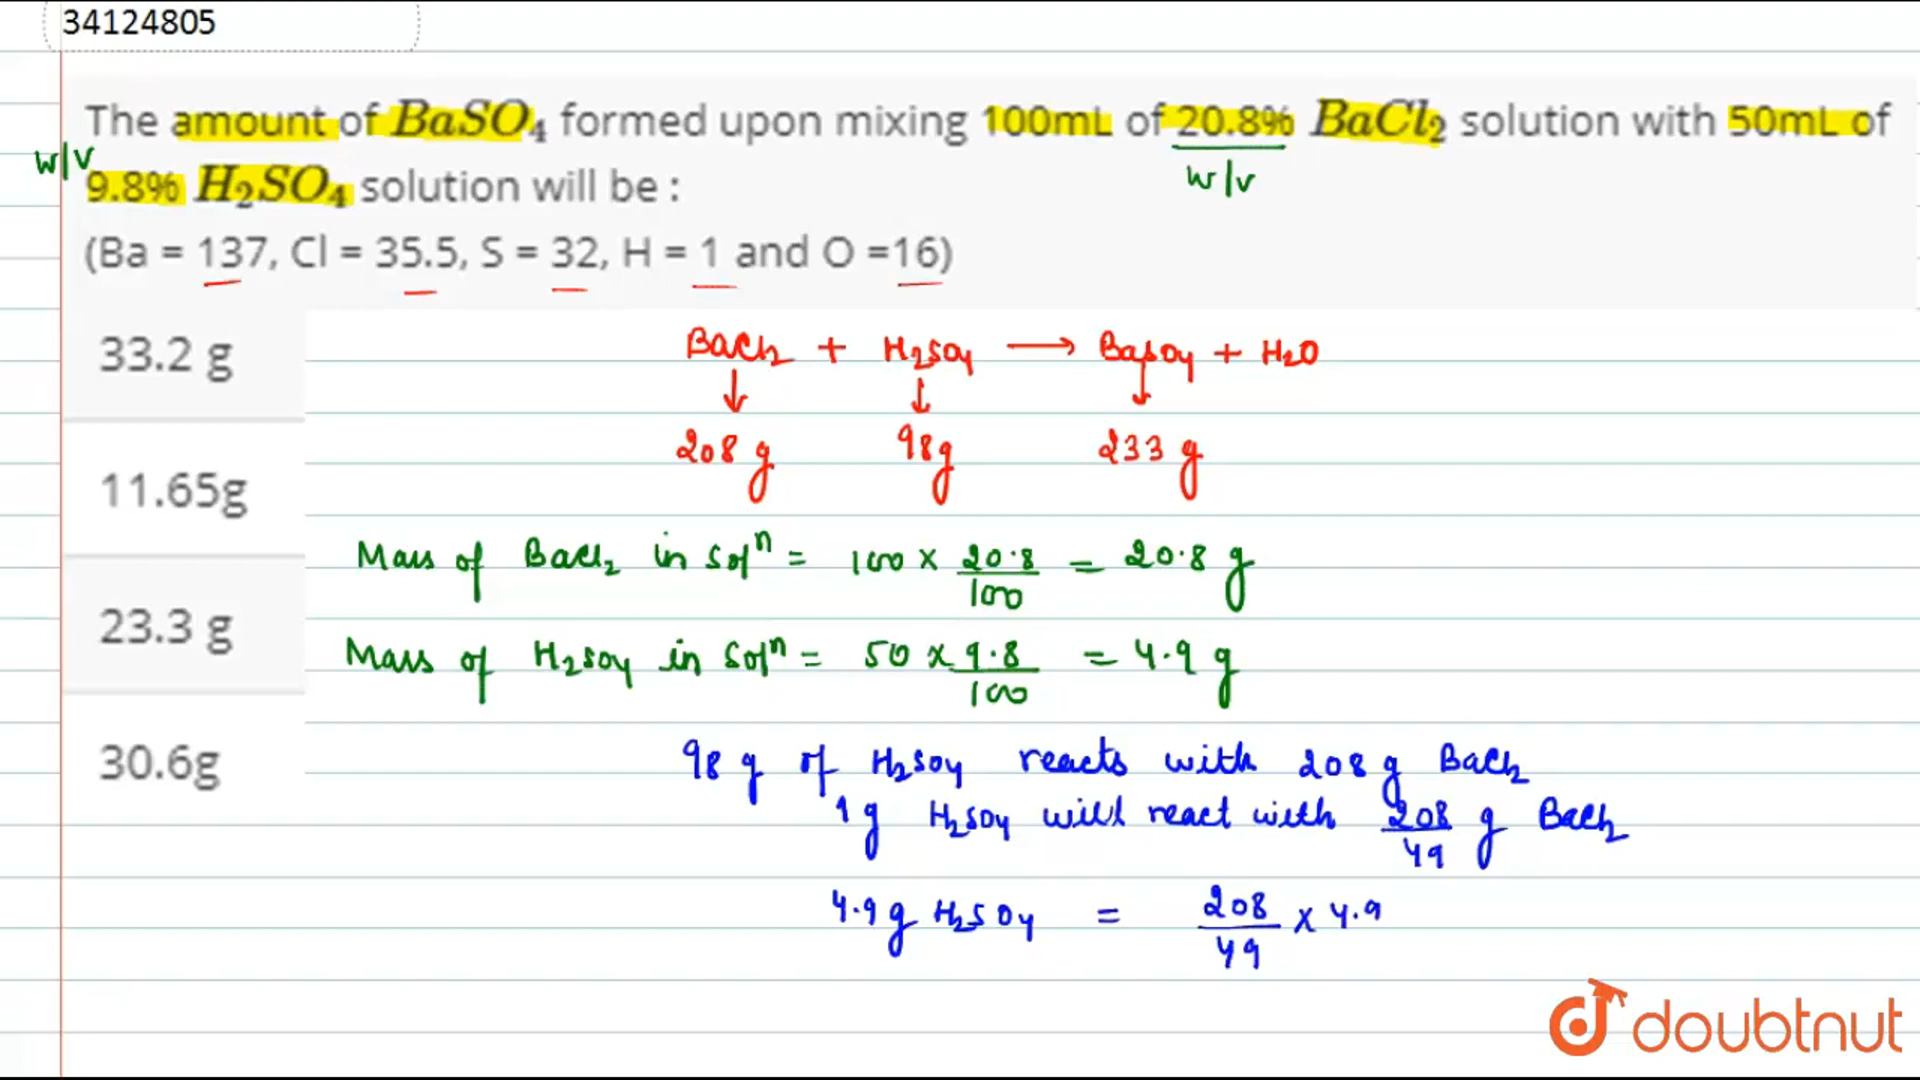 34124805
The amount of BaSO4 formed upon mixing 100mL of 20.8% BaCl2 solution with 50mL of
w/v
w/v
9.8% H2SO4 solution will be :
(Ba = 137, Cl = 35.5, S = 32, H = 1 and O =16)
33.2 g
11.65g
23.3 g
30.6g
BaCl2 + H2SO4 → BaSO4 + H2O
↓ ↓ ↓
208 g 98g 233 g
Mass of BaCl2 in Solⁿ = 100 × 20.8/100 = 20.8 g
Mass of H2SO4 in Solⁿ = 50 × 9.8/100 = 4.9 g
98 g of H2SO4 reacts with 208 g BaCl2
1g H2SO4 will react with 208/49 g BaCl2
4.9g H2SO4 = 208/49 × 4.9
doubtnut